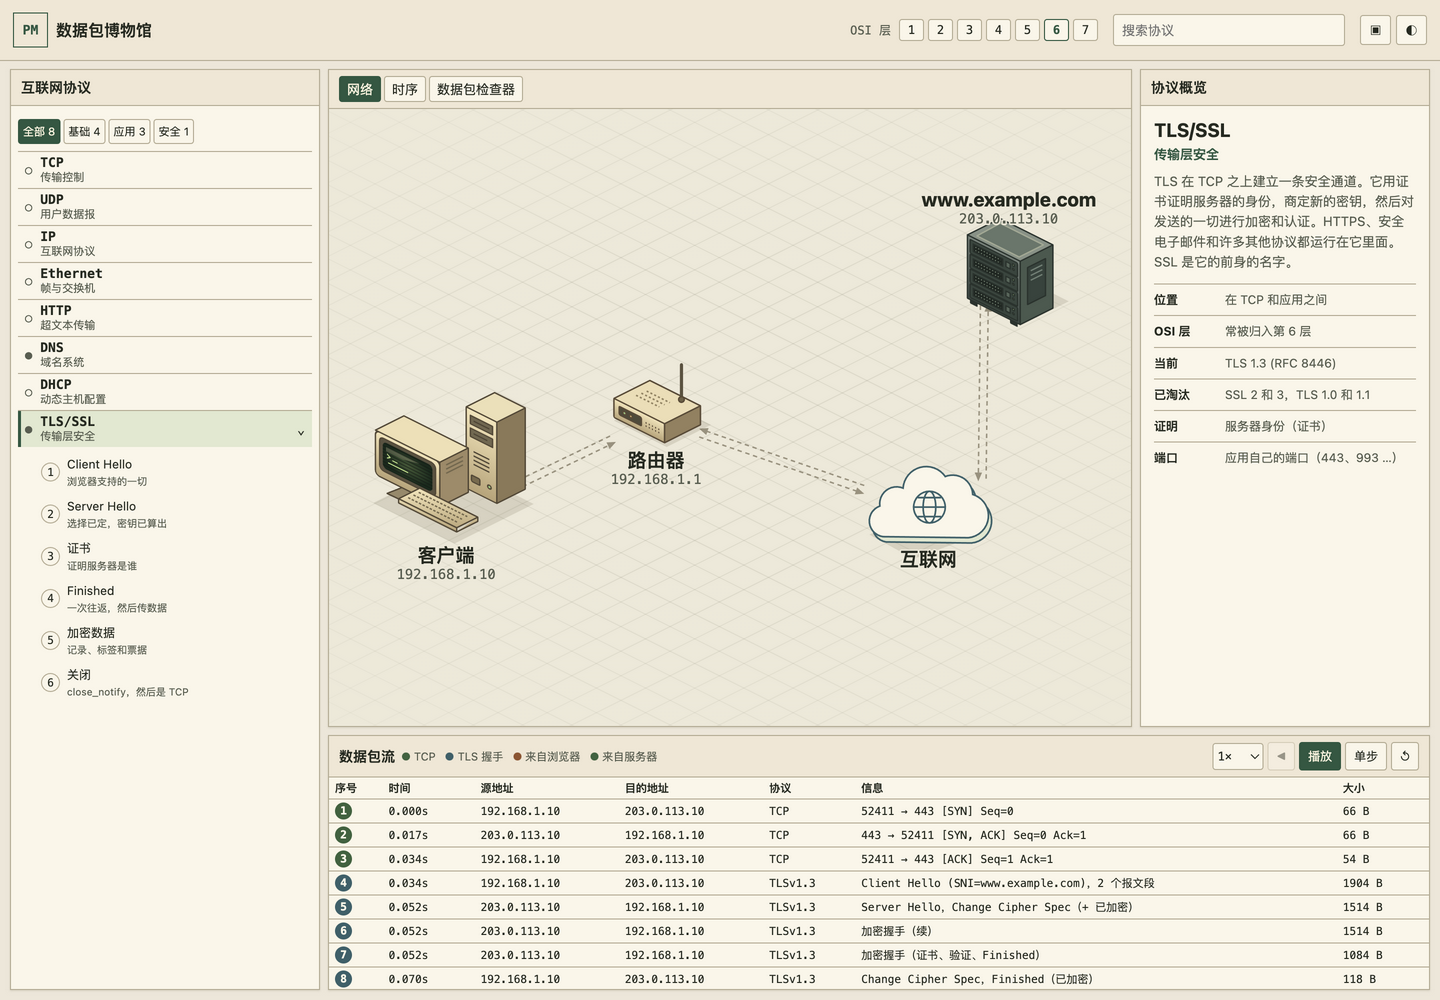 PM 数据包博物馆
OSI 层 1 2 3 4 5 6 7 搜索协议
互联网协议
全部 8 基础 4 应用 3 安全 1
TCP
传输控制
UDP
用户数据报
IP
互联网协议
Ethernet
帧与交换机
HTTP
超文本传输
DNS
域名系统
DHCP
动态主机配置
TLS/SSL
传输层安全
1 Client Hello
浏览器支持的一切
2 Server Hello
选择已定，密钥已算出
3 证书
证明服务器是谁
4 Finished
一次往返，然后传数据
5 加密数据
记录、标签和票据
6 关闭
close_notify，然后是 TCP
网络 时序 数据包检查器
www.example.com
203.0.113.10
路由器
192.168.1.1
客户端
192.168.1.10
互联网
协议概览
TLS/SSL
传输层安全
TLS 在 TCP 之上建立一条安全通道。它用证
书证明服务器的身份，商定新的密钥，然后对
发送的一切进行加密和认证。HTTPS、安全
电子邮件和许多其他协议都运行在它里面。
SSL 是它的前身的名字。
位置 在 TCP 和应用之间
OSI 层 常被归入第 6 层
当前 TLS 1.3 (RFC 8446)
已淘汰 SSL 2 和 3，TLS 1.0 和 1.1
证明 服务器身份（证书）
端口 应用自己的端口（443、993 …）
数据包流 TCP TLS 握手 来自浏览器 来自服务器 1× 播放 单步
序号 时间 源地址 目的地址 协议 信息 大小
1 0.000s 192.168.1.10 203.0.113.10 TCP 52411 → 443 [SYN] Seq=0 66 B
2 0.017s 203.0.113.10 192.168.1.10 TCP 443 → 52411 [SYN, ACK] Seq=0 Ack=1 66 B
3 0.034s 192.168.1.10 203.0.113.10 TCP 52411 → 443 [ACK] Seq=1 Ack=1 54 B
4 0.034s 192.168.1.10 203.0.113.10 TLSv1.3 Client Hello (SNI=www.example.com)，2 个报文段 1904 B
5 0.052s 203.0.113.10 192.168.1.10 TLSv1.3 Server Hello，Change Cipher Spec（+ 已加密） 1514 B
6 0.052s 203.0.113.10 192.168.1.10 TLSv1.3 加密握手（续） 1514 B
7 0.052s 203.0.113.10 192.168.1.10 TLSv1.3 加密握手（证书、验证、Finished） 1084 B
8 0.070s 192.168.1.10 203.0.113.10 TLSv1.3 Change Cipher Spec，Finished（已加密） 118 B